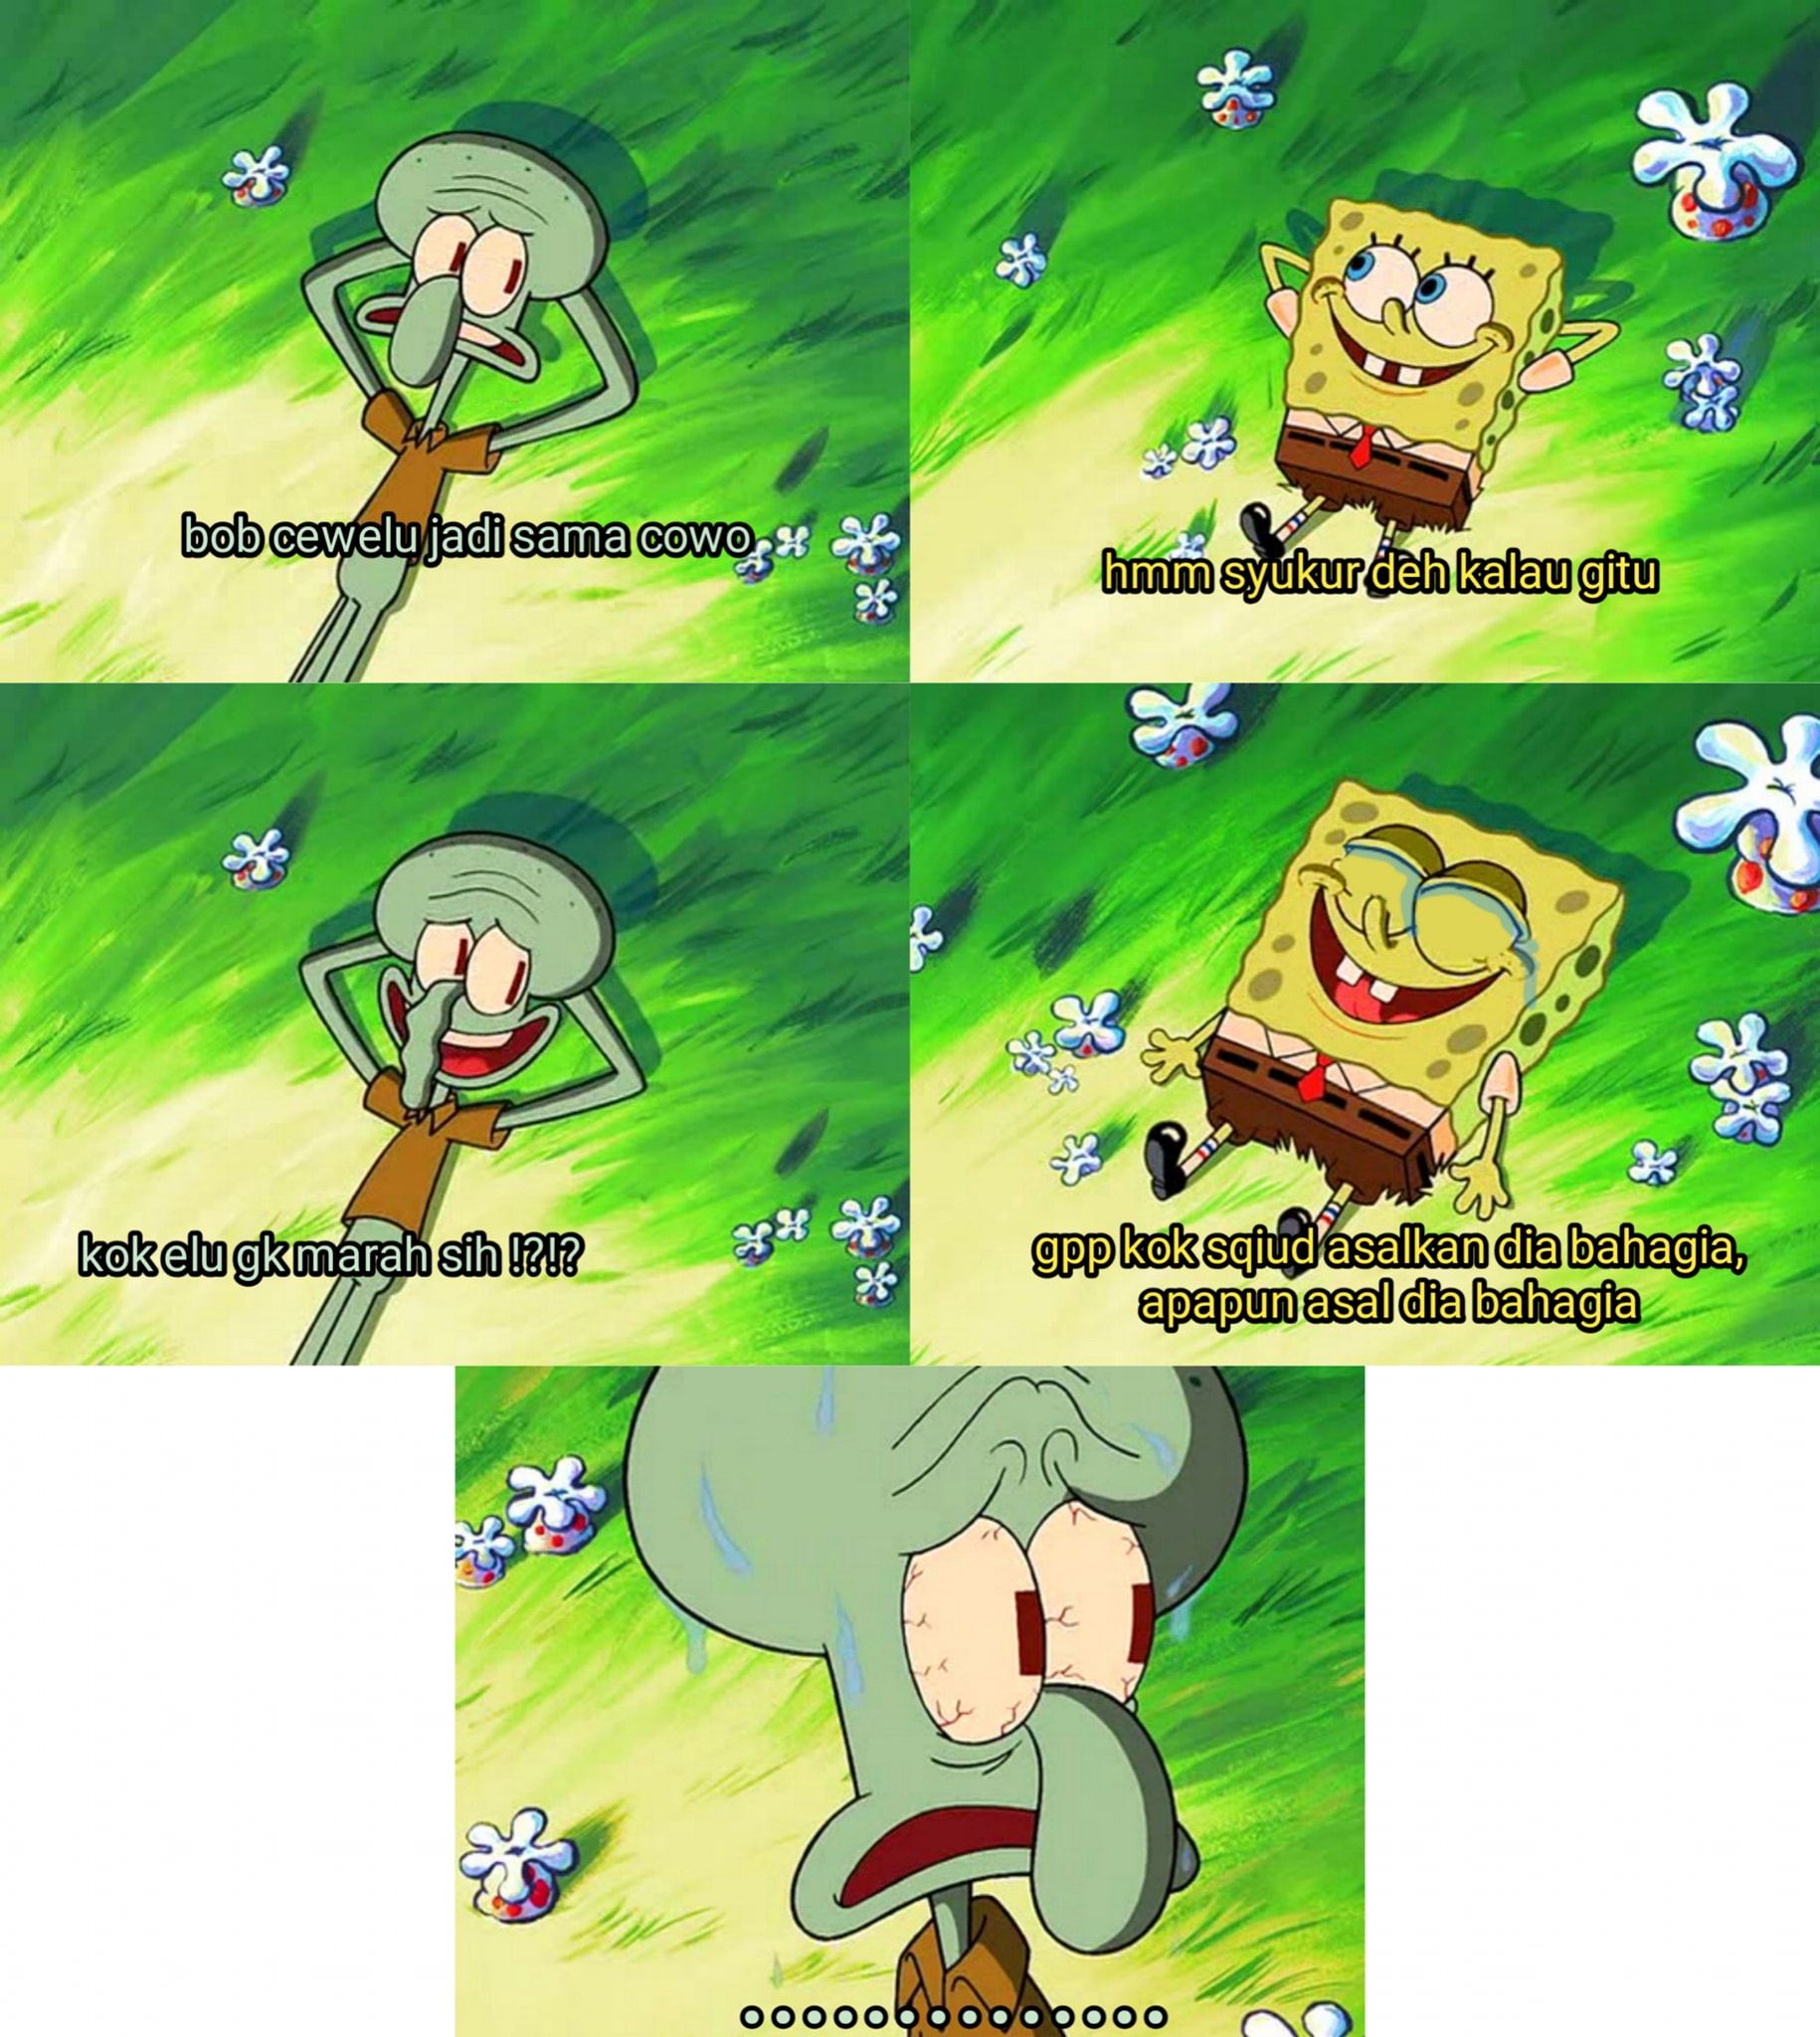 bob cewelu jadi sama cowo
hmm syukur deh kalau gitu
kok elu gk marah sih !?!?
gpp kok sqiud asalkan dia bahagia,
apapun asal dia bahagia
○○○○○○○○○○○○○○